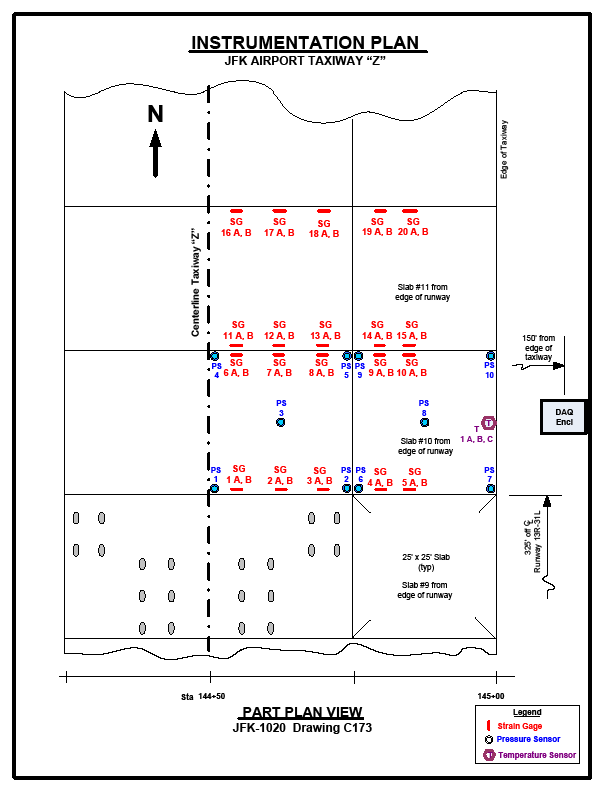 INSTRUMENTATION PLAN
JFK AIRPORT TAXIWAY “Z”
N
Edge of Taxiway
Centerline Taxiway “Z”
SG SG SG SG SG
16 A, B 17 A, B 18 A, B 19 A, B 20 A, B
Slab #11 from
edge of runway
SG SG SG SG SG
11 A, B 12 A, B 13 A, B 14 A, B 15 A, B
150' from
edge of
taxiway
PS SG SG SG PS PS SG SG PS
4 6 A, B 7 A, B 8 A, B 5 9 9 A, B 10 A, B 10
PS PS
3 8
DAQ
Encl
T
T
1 A, B, C
Slab #10 from
edge of runway
PS SG SG SG PS PS SG SG PS
1 1 A, B 2 A, B 3 A, B 2 6 4 A, B 5 A, B 7
325' off ℄
Runway 13R-31L
25' x 25' Slab
(typ)
Slab #9 from
edge of runway
Sta 144+50 145+00
PART PLAN VIEW
JFK-1020 Drawing C173
Legend
Strain Gage
Pressure Sensor
T Temperature Sensor